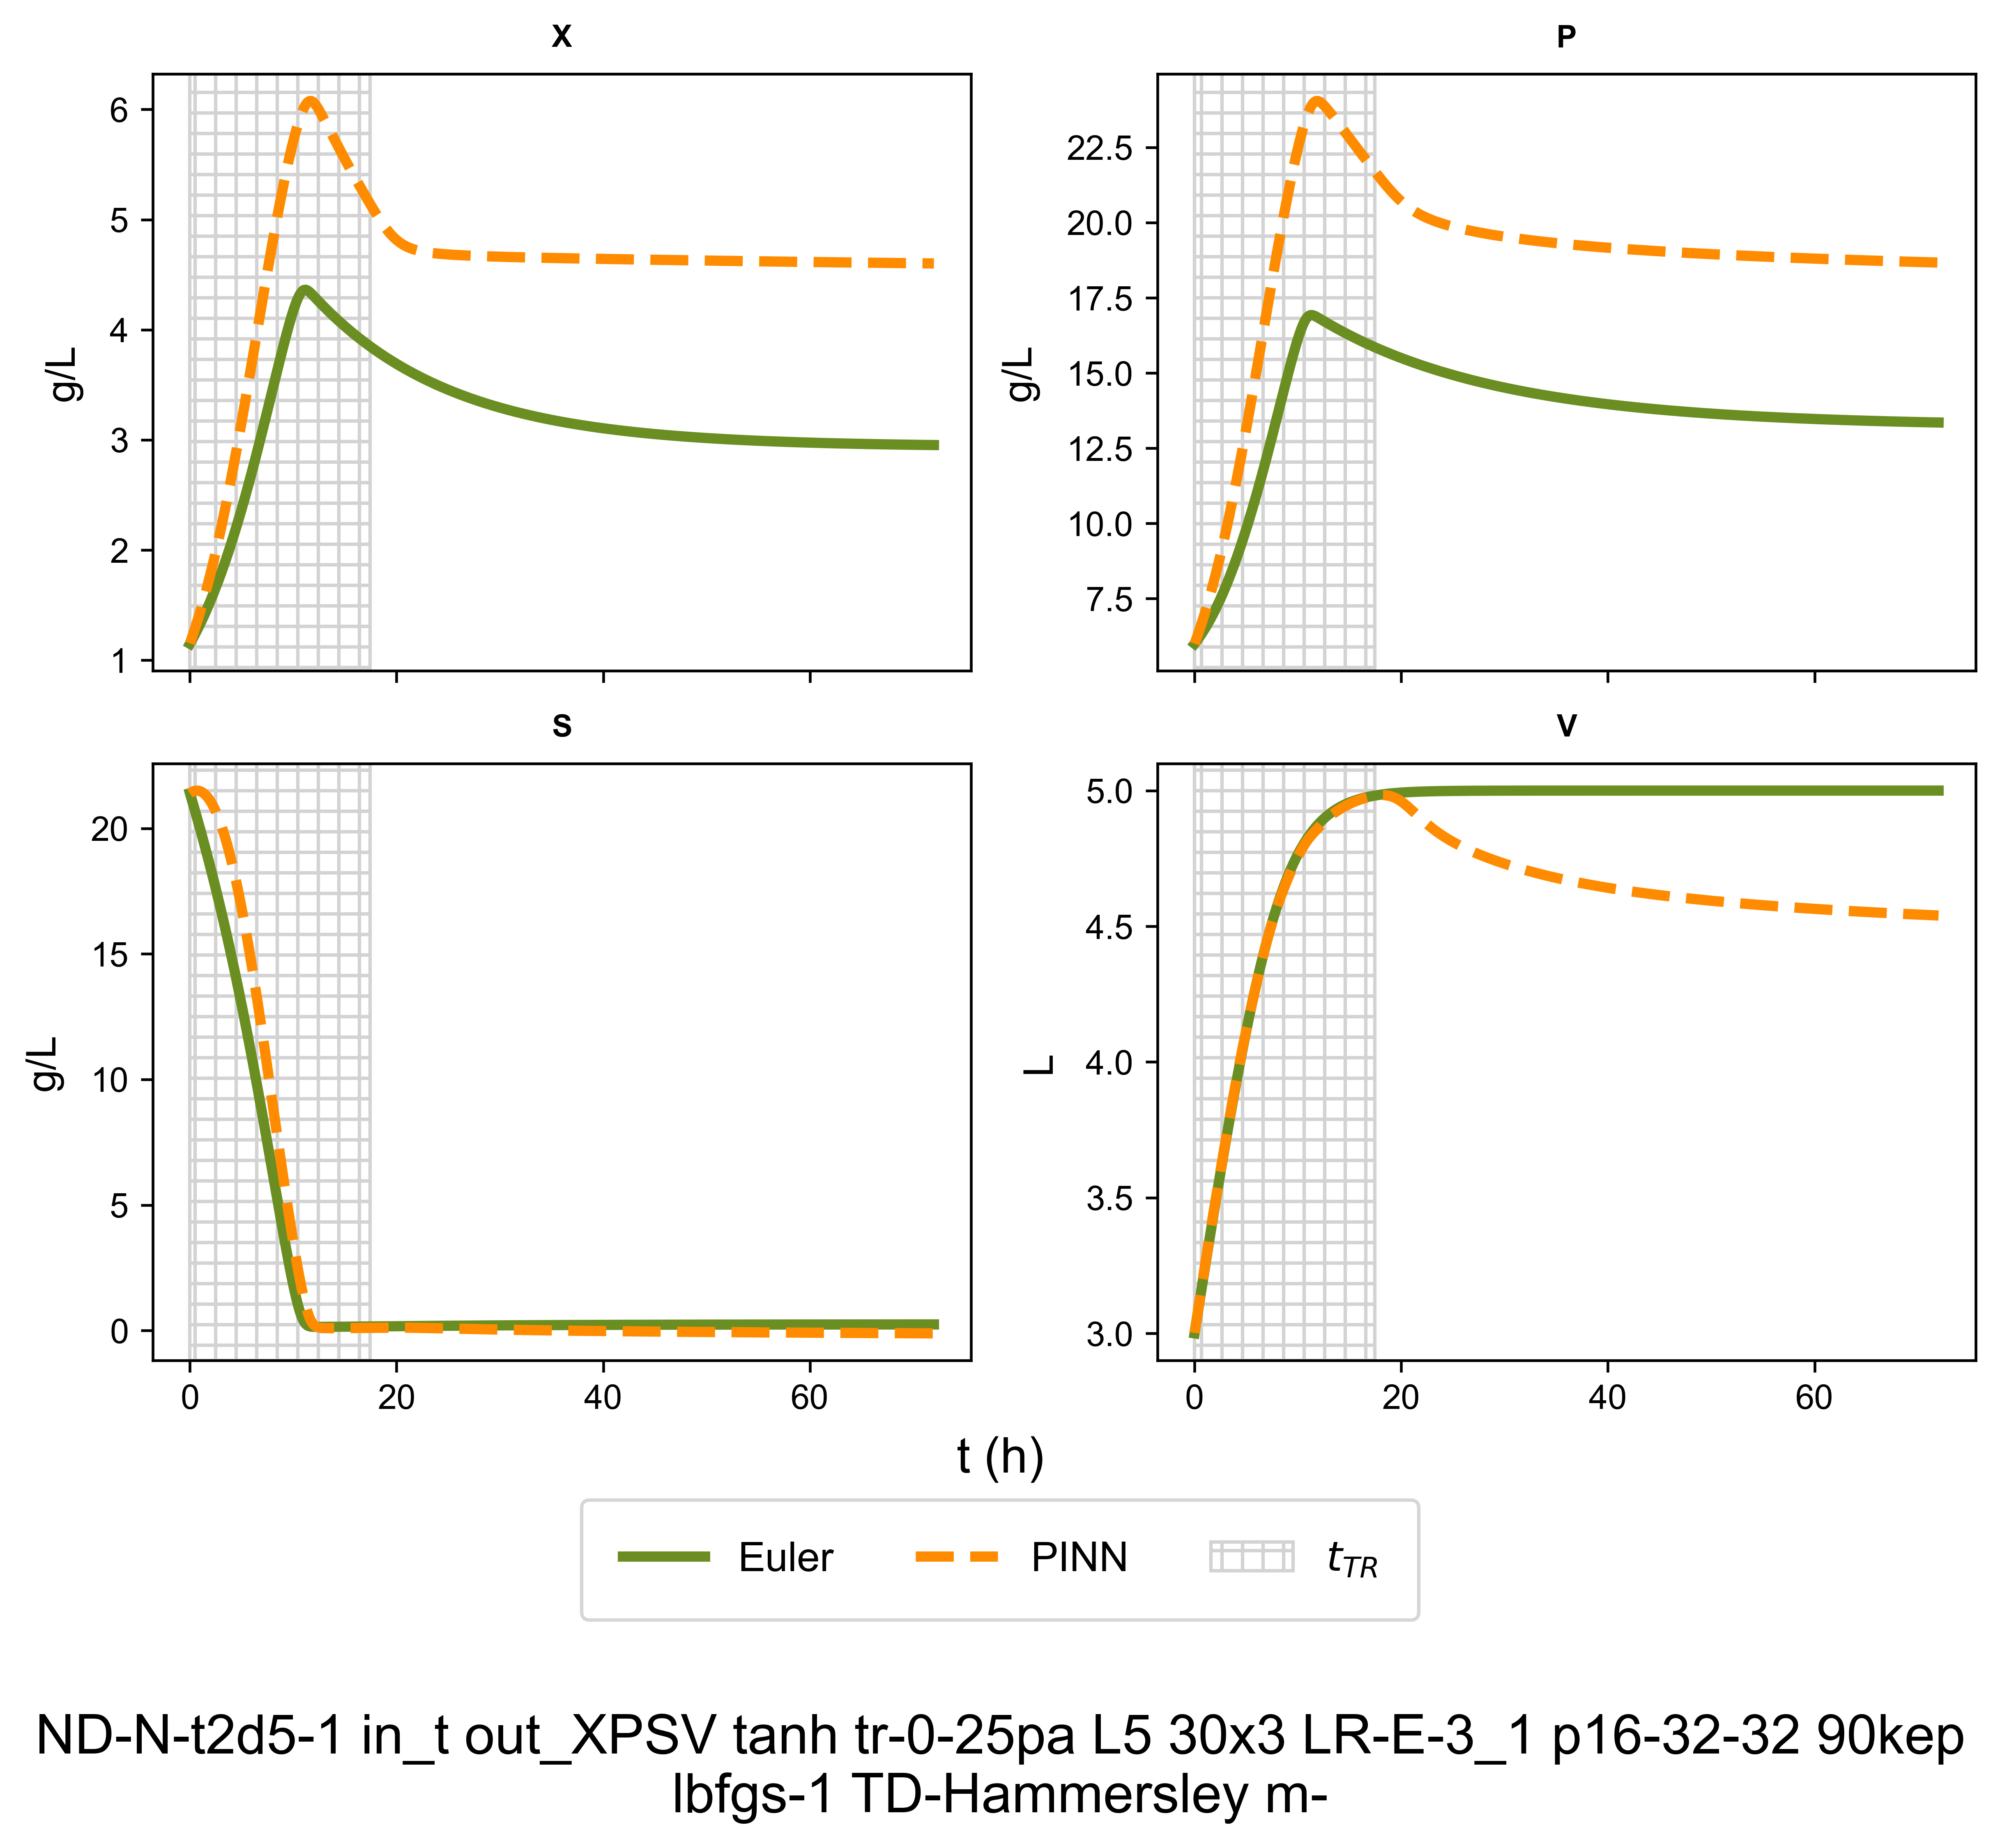 X
P
6
5
4
3
2
1
g/L
22.5
20.0
17.5
15.0
12.5
10.0
7.5
g/L
S
V
20
15
10
5
0
g/L
0 20 40 60
5.0
4.5
4.0
3.5
3.0
L
0 20 40 60
t (h)
Euler PINN t_TR
ND-N-t2d5-1 in_t out_XPSV tanh tr-0-25pa L5 30x3 LR-E-3_1 p16-32-32 90kep
lbfgs-1 TD-Hammersley m-